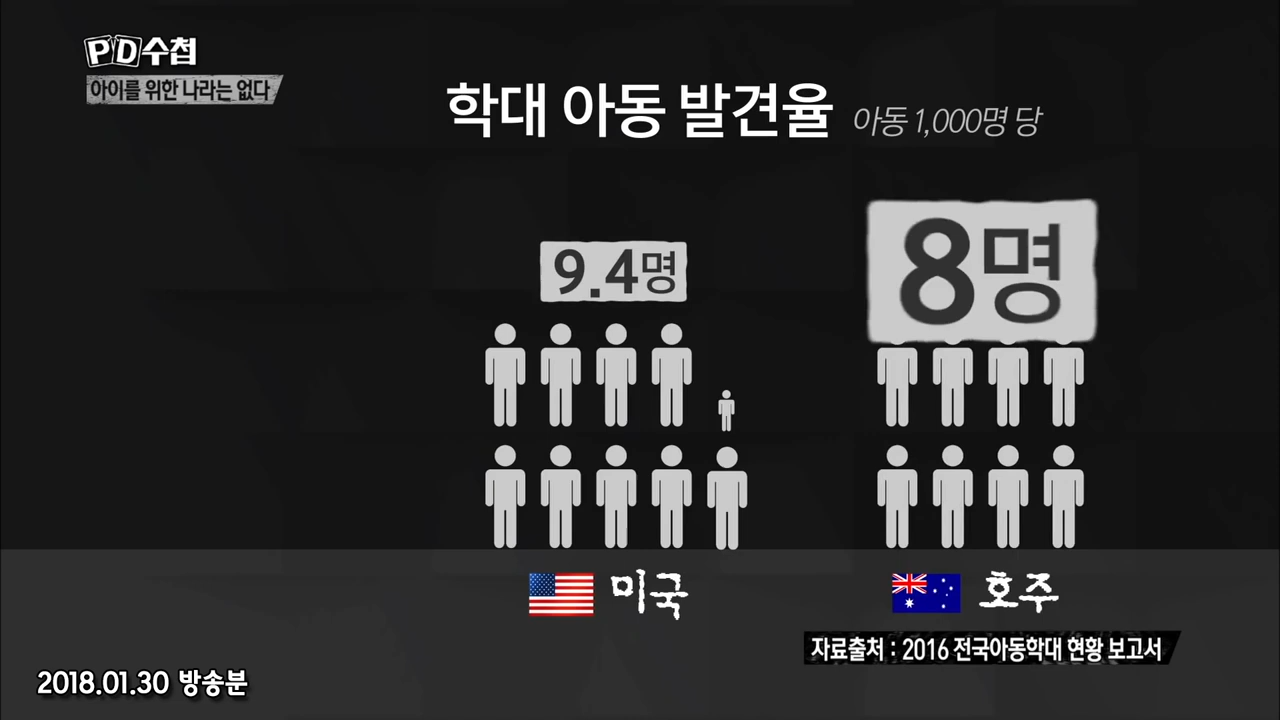 PD수첩
아이를 위한 나라는 없다
학대 아동 발견율 아동 1,000명 당
9.4명
8명
미국
호주
자료출처 : 2016 전국아동학대 현황 보고서
2018.01.30 방송분